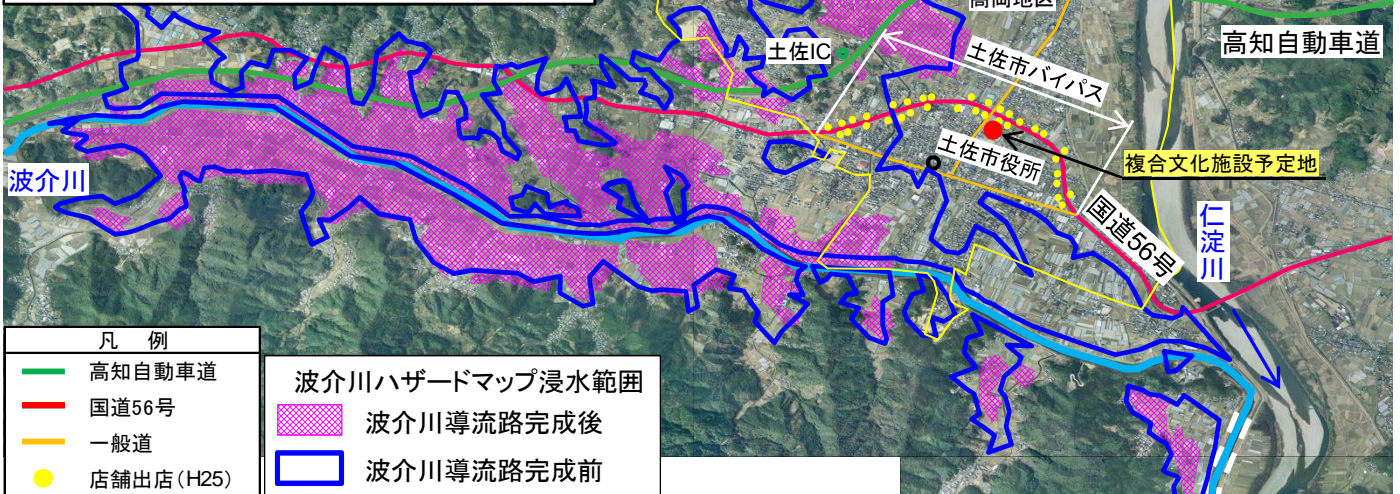 高岡地区
土佐IC
高知自動車道
土佐市バイパス
土佐市役所
複合文化施設予定地
波介川
国道56号
仁淀川
凡　例
高知自動車道
国道56号
一般道
店舗出店(H25)
波介川ハザードマップ浸水範囲
波介川導流路完成後
波介川導流路完成前